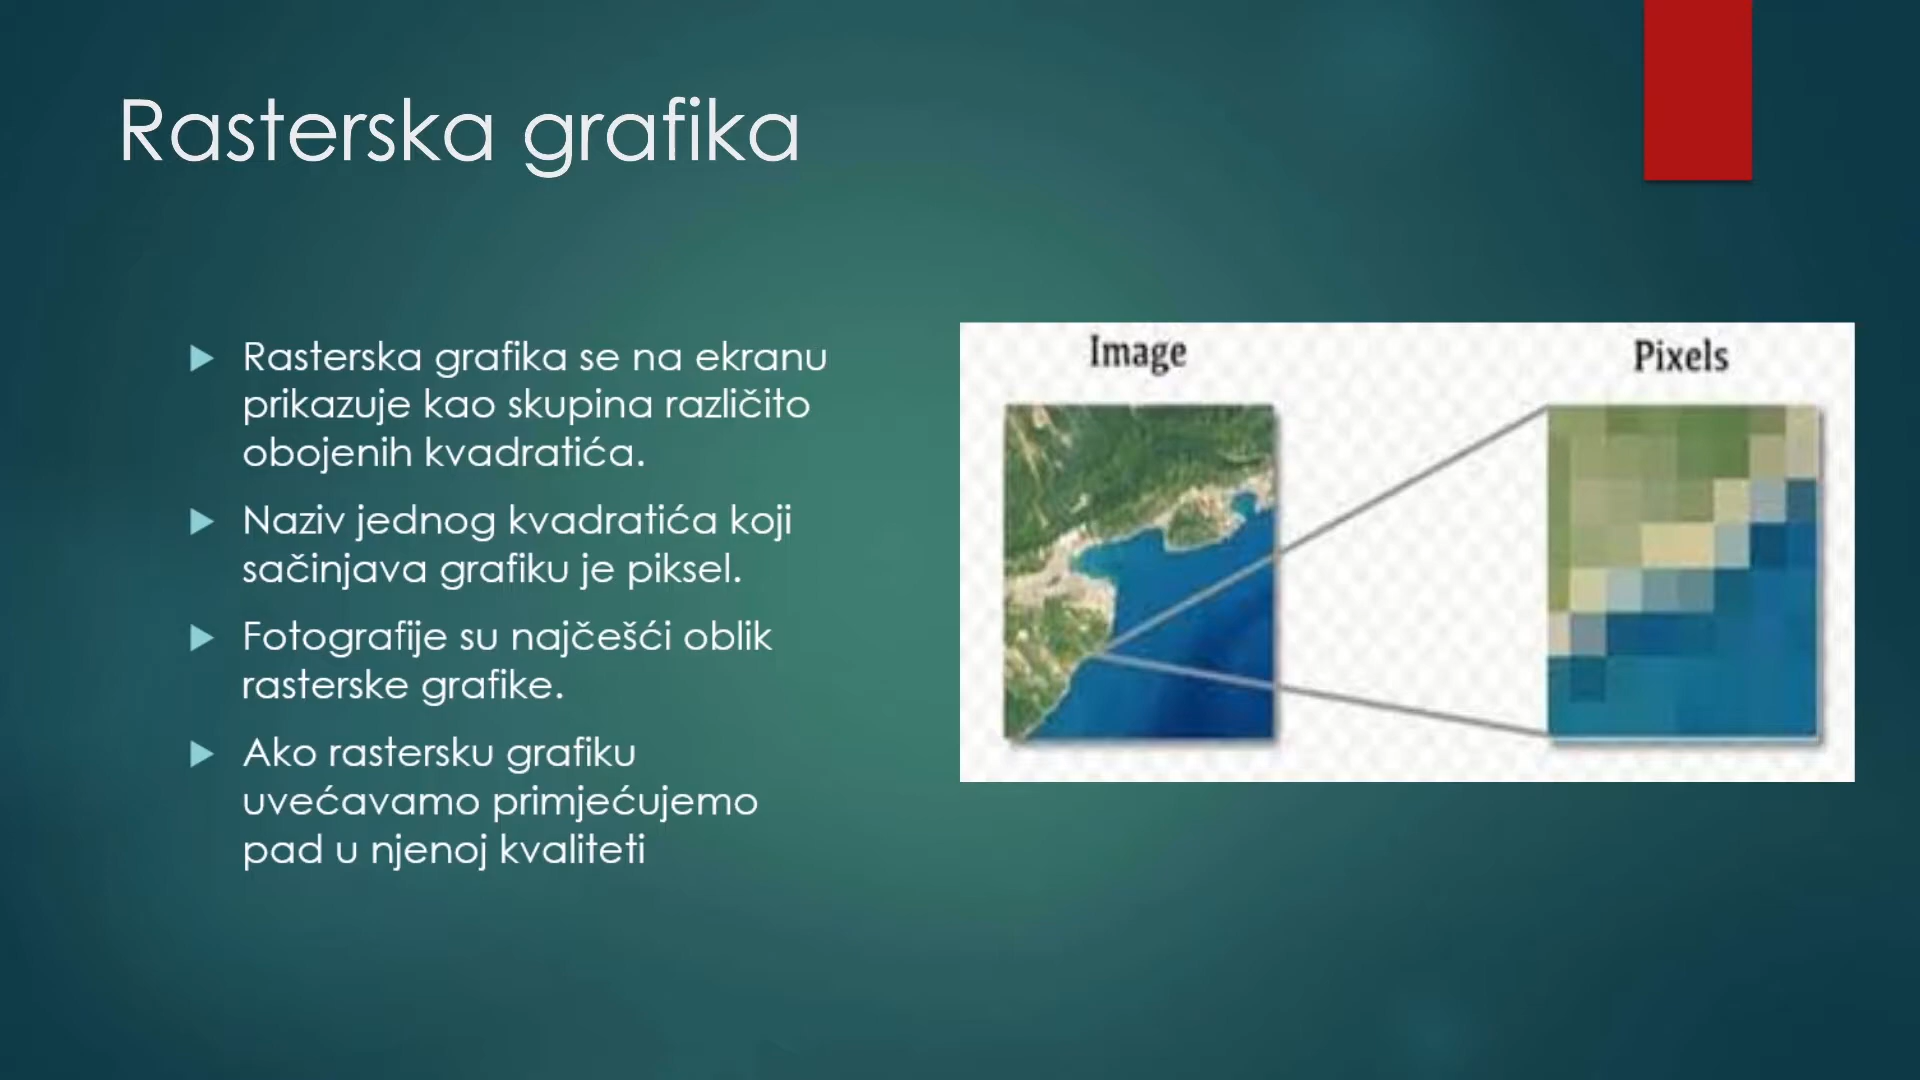 Rasterska grafika
Rasterska grafika se na ekranu
prikazuje kao skupina različito
obojenih kvadratića.
Naziv jednog kvadratića koji
sačinjava grafiku je piksel.
Fotografije su najčešći oblik
rasterske grafike.
Ako rastersku grafiku
uvećavamo primjećujemo
pad u njenoj kvaliteti
Image
Pixels